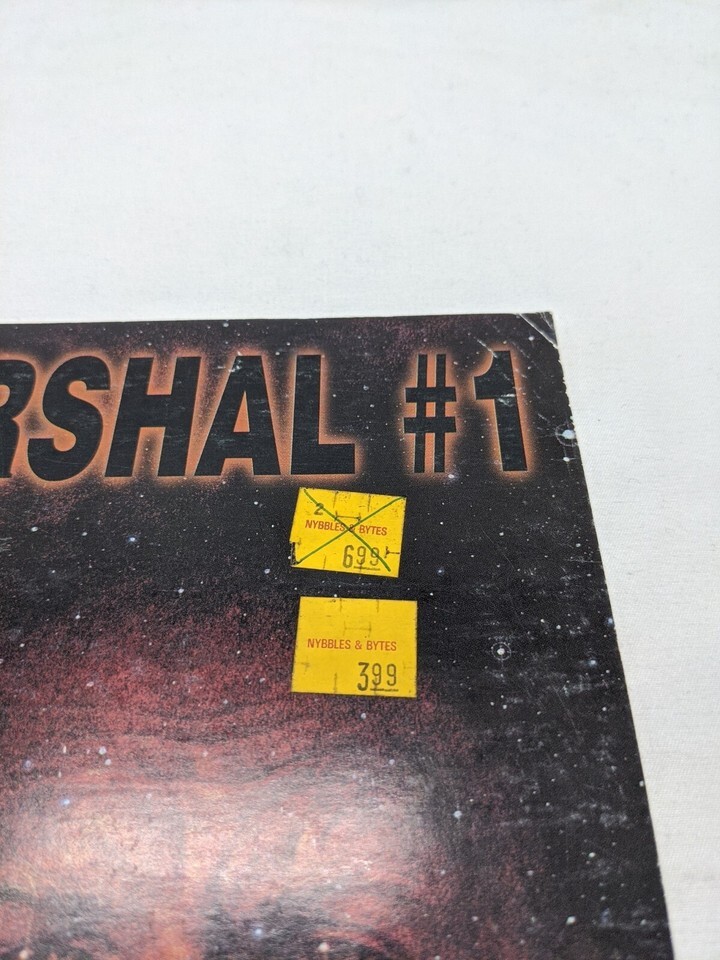 RSHAL #1
2
NYBBLES & BYTES
699
NYBBLES & BYTES
399